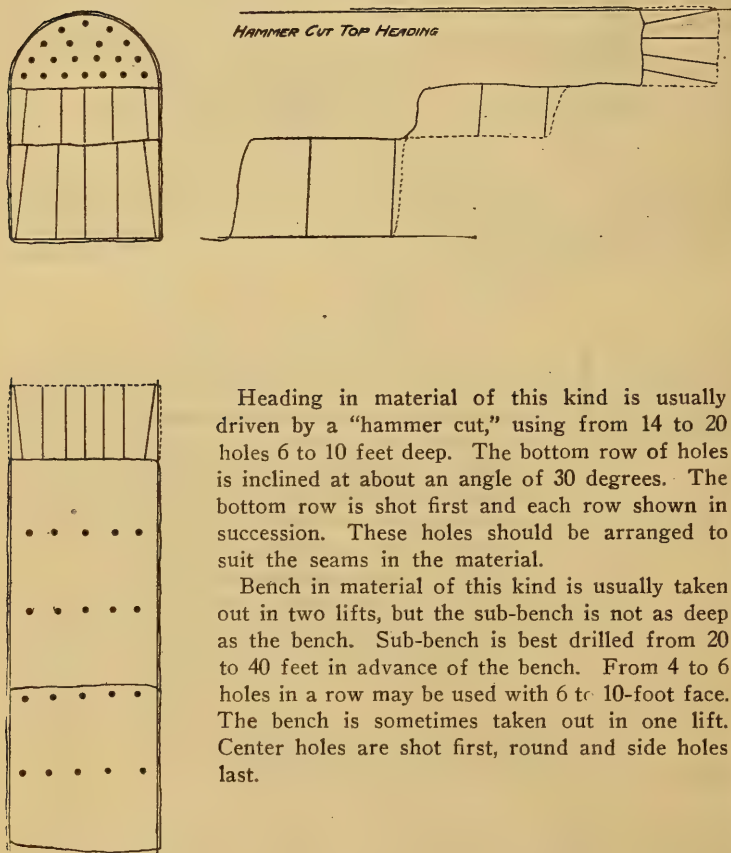 HAMMER CUT TOP HEADING
Heading in material of this kind is usually
driven by a “hammer cut,” using from 14 to 20
holes 6 to 10 feet deep. The bottom row of holes
is inclined at about an angle of 30 degrees. The
bottom row is shot first and each row shown in
succession. These holes should be arranged to
suit the seams in the material.
Bench in material of this kind is usually taken
out in two lifts, but the sub-bench is not as deep
as the bench. Sub-bench is best drilled from 20
to 40 feet in advance of the bench. From 4 to 6
holes in a row may be used with 6 to 10-foot face.
The bench is sometimes taken out in one lift.
Center holes are shot first, round and side holes
last.